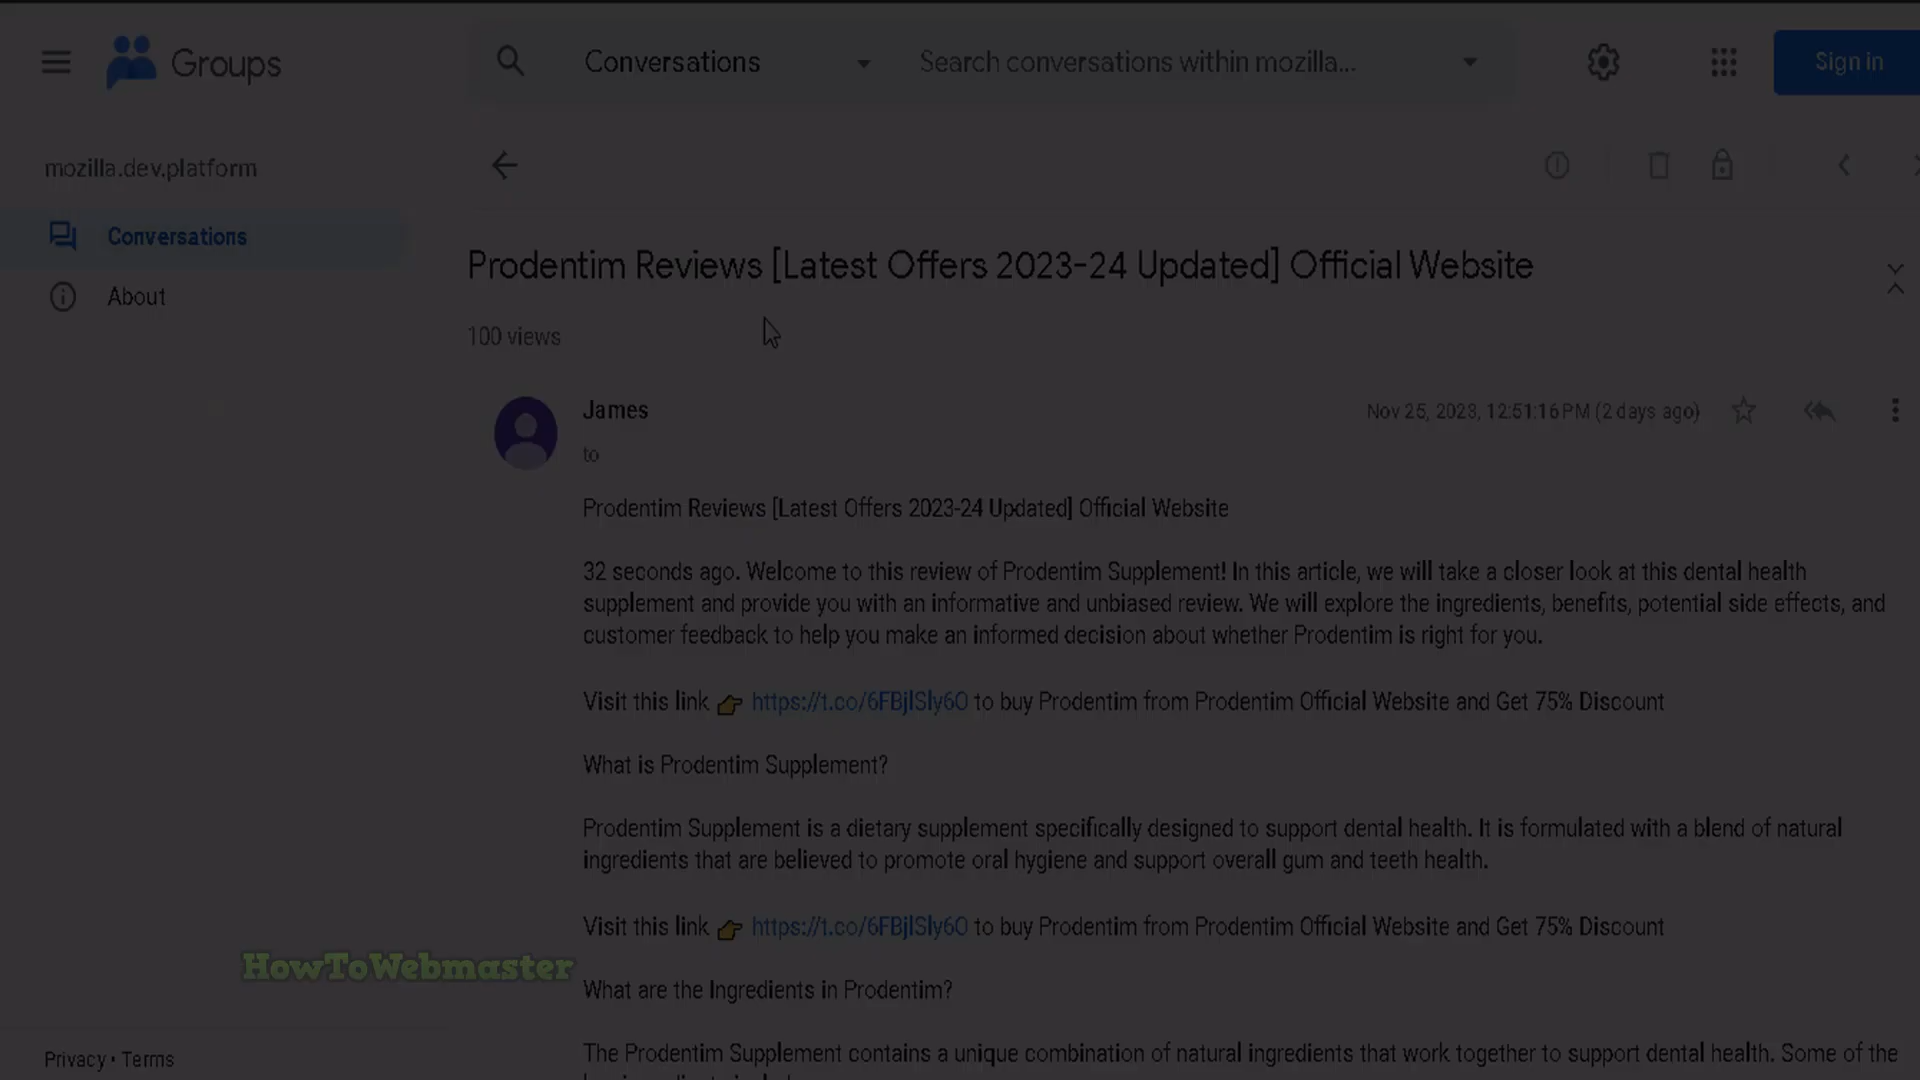 Groups
Conversations
Search conversations within mozilla...
Sign in
mozilla.dev.platform
Conversations
About
Prodentim Reviews [Latest Offers 2023-24 Updated] Official Website
100 views
James
Nov 25, 2023, 12:51:16 PM (2 days ago)
to
Prodentim Reviews [Latest Offers 2023-24 Updated] Official Website
32 seconds ago. Welcome to this review of Prodentim Supplement! In this article, we will take a closer look at this dental health
supplement and provide you with an informative and unbiased review. We will explore the ingredients, benefits, potential side effects, and
customer feedback to help you make an informed decision about whether Prodentim is right for you.
Visit this link 👉 https://t.co/6FBjlSly6O to buy Prodentim from Prodentim Official Website and Get 75% Discount
What is Prodentim Supplement?
Prodentim Supplement is a dietary supplement specifically designed to support dental health. It is formulated with a blend of natural
ingredients that are believed to promote oral hygiene and support overall gum and teeth health.
Visit this link 👉 https://t.co/6FBjlSly6O to buy Prodentim from Prodentim Official Website and Get 75% Discount
HowToWebmaster
What are the Ingredients in Prodentim?
Privacy • Terms
The Prodentim Supplement contains a unique combination of natural ingredients that work together to support dental health. Some of the